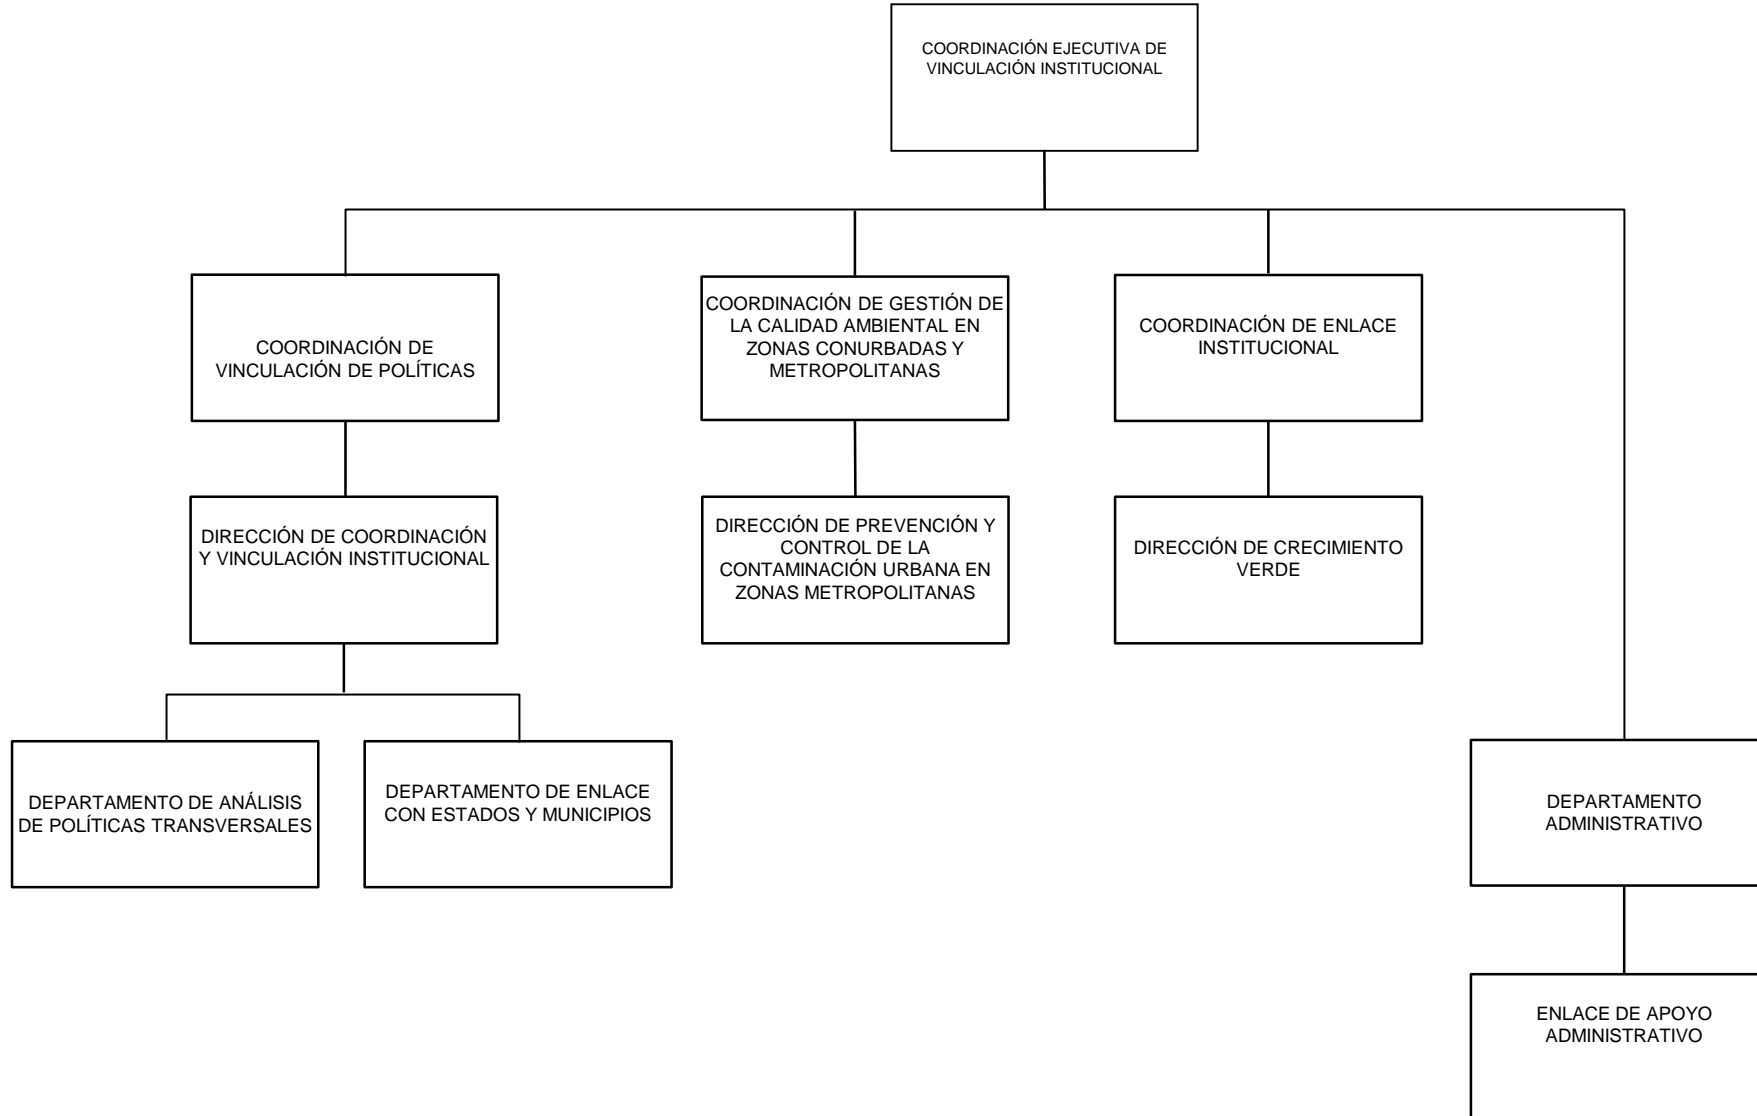 COORDINACIÓN EJECUTIVA DE
VINCULACIÓN INSTITUCIONAL
COORDINACIÓN DE
VINCULACIÓN DE POLÍTICAS
COORDINACIÓN DE GESTIÓN DE
LA CALIDAD AMBIENTAL EN
ZONAS CONURBADAS Y
METROPOLITANAS
COORDINACIÓN DE ENLACE
INSTITUCIONAL
DIRECCIÓN DE COORDINACIÓN
Y VINCULACIÓN INSTITUCIONAL
DIRECCIÓN DE PREVENCIÓN Y
CONTROL DE LA
CONTAMINACIÓN URBANA EN
ZONAS METROPOLITANAS
DIRECCIÓN DE CRECIMIENTO
VERDE
DEPARTAMENTO DE ANÁLISIS
DE POLÍTICAS TRANSVERSALES
DEPARTAMENTO DE ENLACE
CON ESTADOS Y MUNICIPIOS
DEPARTAMENTO
ADMINISTRATIVO
ENLACE DE APOYO
ADMINISTRATIVO